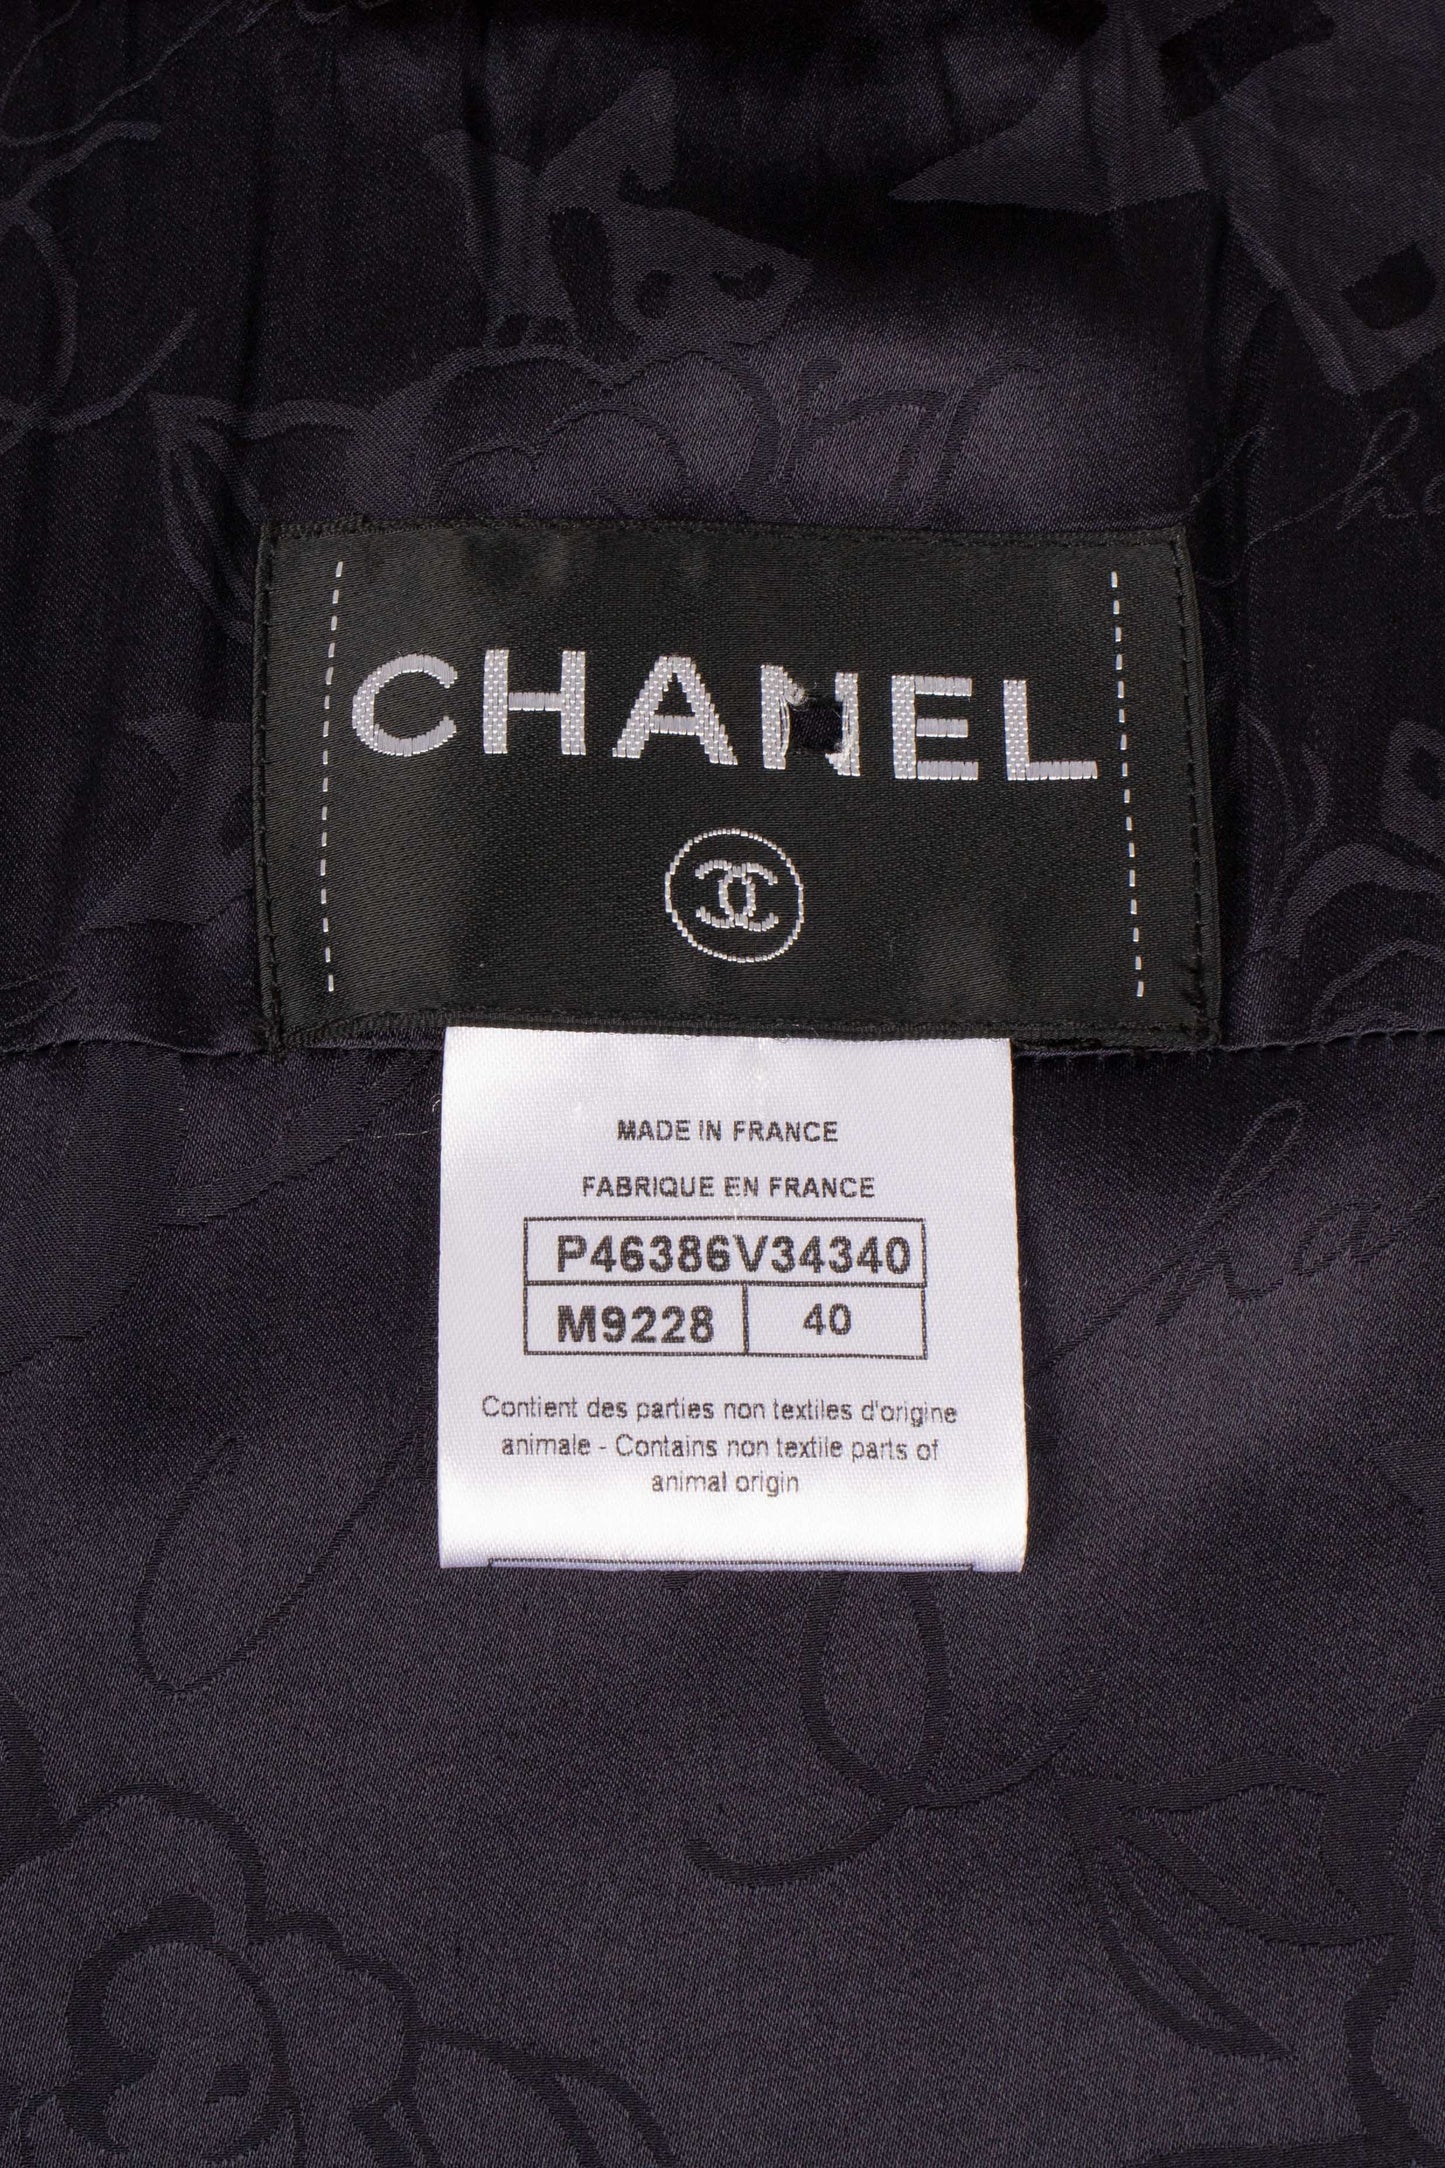 CHANEL
MADE IN FRANCE
FABRIQUE EN FRANCE
P46386V34340
M9228 40
Contient des parties non textiles d'origine
animale - Contains non textile parts of
animal origin